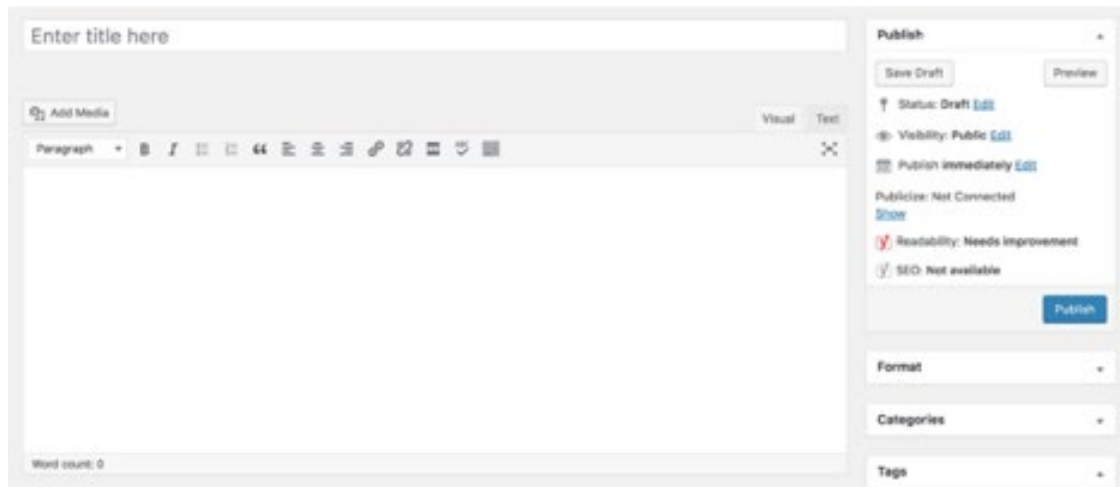 Enter title here
Add Media
Visual Text
Paragraph B I
Word count: 0
Publish
Save Draft Preview
Status: Draft Edit
Visibility: Public Edit
Publish immediately Edit
Publicize: Not Connected
Show
Readability: Needs improvement
SEO: Not available
Publish
Format
Categories
Tags